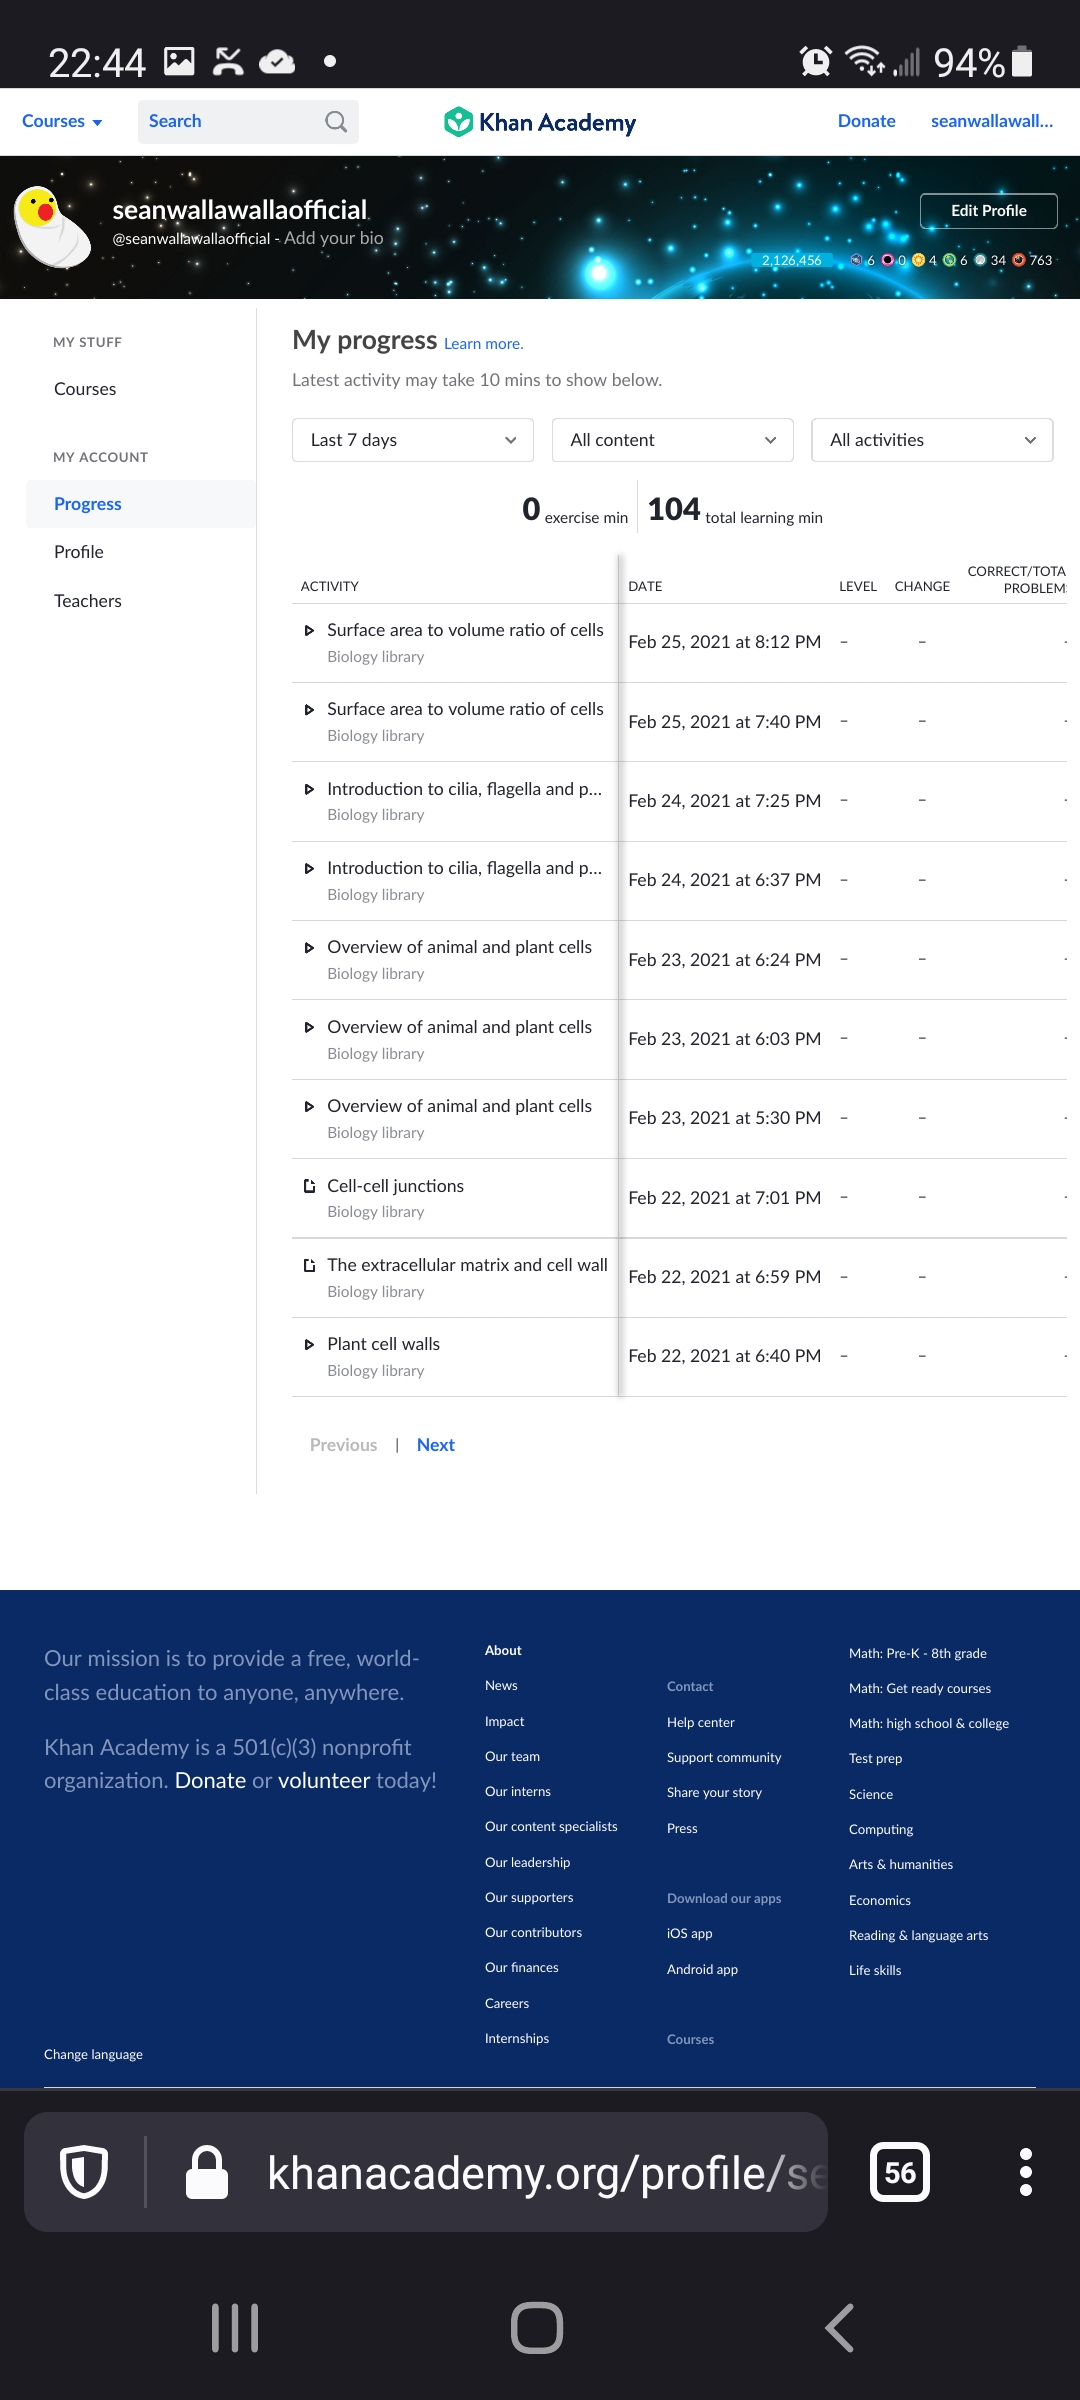 22:44 94%
Courses Search Khan Academy Donate seanwallawall...
seanwallawallaofficial
@seanwallawallaofficial - Add your bio
Edit Profile
2,126,456 6 0 4 6 34 763
MY STUFF
Courses
MY ACCOUNT
Progress
Profile
Teachers
My progress Learn more.
Latest activity may take 10 mins to show below.
Last 7 days All content All activities
0 exercise min 104 total learning min
ACTIVITY DATE LEVEL CHANGE CORRECT/TOTA
PROBLEM
Surface area to volume ratio of cells
Biology library
Feb 25, 2021 at 8:12 PM – – -
Surface area to volume ratio of cells
Biology library
Feb 25, 2021 at 7:40 PM – – -
Introduction to cilia, flagella and p...
Biology library
Feb 24, 2021 at 7:25 PM – – -
Introduction to cilia, flagella and p...
Biology library
Feb 24, 2021 at 6:37 PM – – -
Overview of animal and plant cells
Biology library
Feb 23, 2021 at 6:24 PM – – -
Overview of animal and plant cells
Biology library
Feb 23, 2021 at 6:03 PM – – -
Overview of animal and plant cells
Biology library
Feb 23, 2021 at 5:30 PM – – -
Cell-cell junctions
Biology library
Feb 22, 2021 at 7:01 PM – – -
The extracellular matrix and cell wall
Biology library
Feb 22, 2021 at 6:59 PM – – -
Plant cell walls
Biology library
Feb 22, 2021 at 6:40 PM – – -
Previous | Next
Our mission is to provide a free, world-
class education to anyone, anywhere.
Khan Academy is a 501(c)(3) nonprofit
organization. Donate or volunteer today!
About
News
Impact
Our team
Our interns
Our content specialists
Our leadership
Our supporters
Our contributors
Our finances
Careers
Internships
Contact
Help center
Support community
Share your story
Press
Download our apps
iOS app
Android app
Courses
Math: Pre-K - 8th grade
Math: Get ready courses
Math: high school & college
Test prep
Science
Computing
Arts & humanities
Economics
Reading & language arts
Life skills
Change language
khanacademy.org/profile/se
56